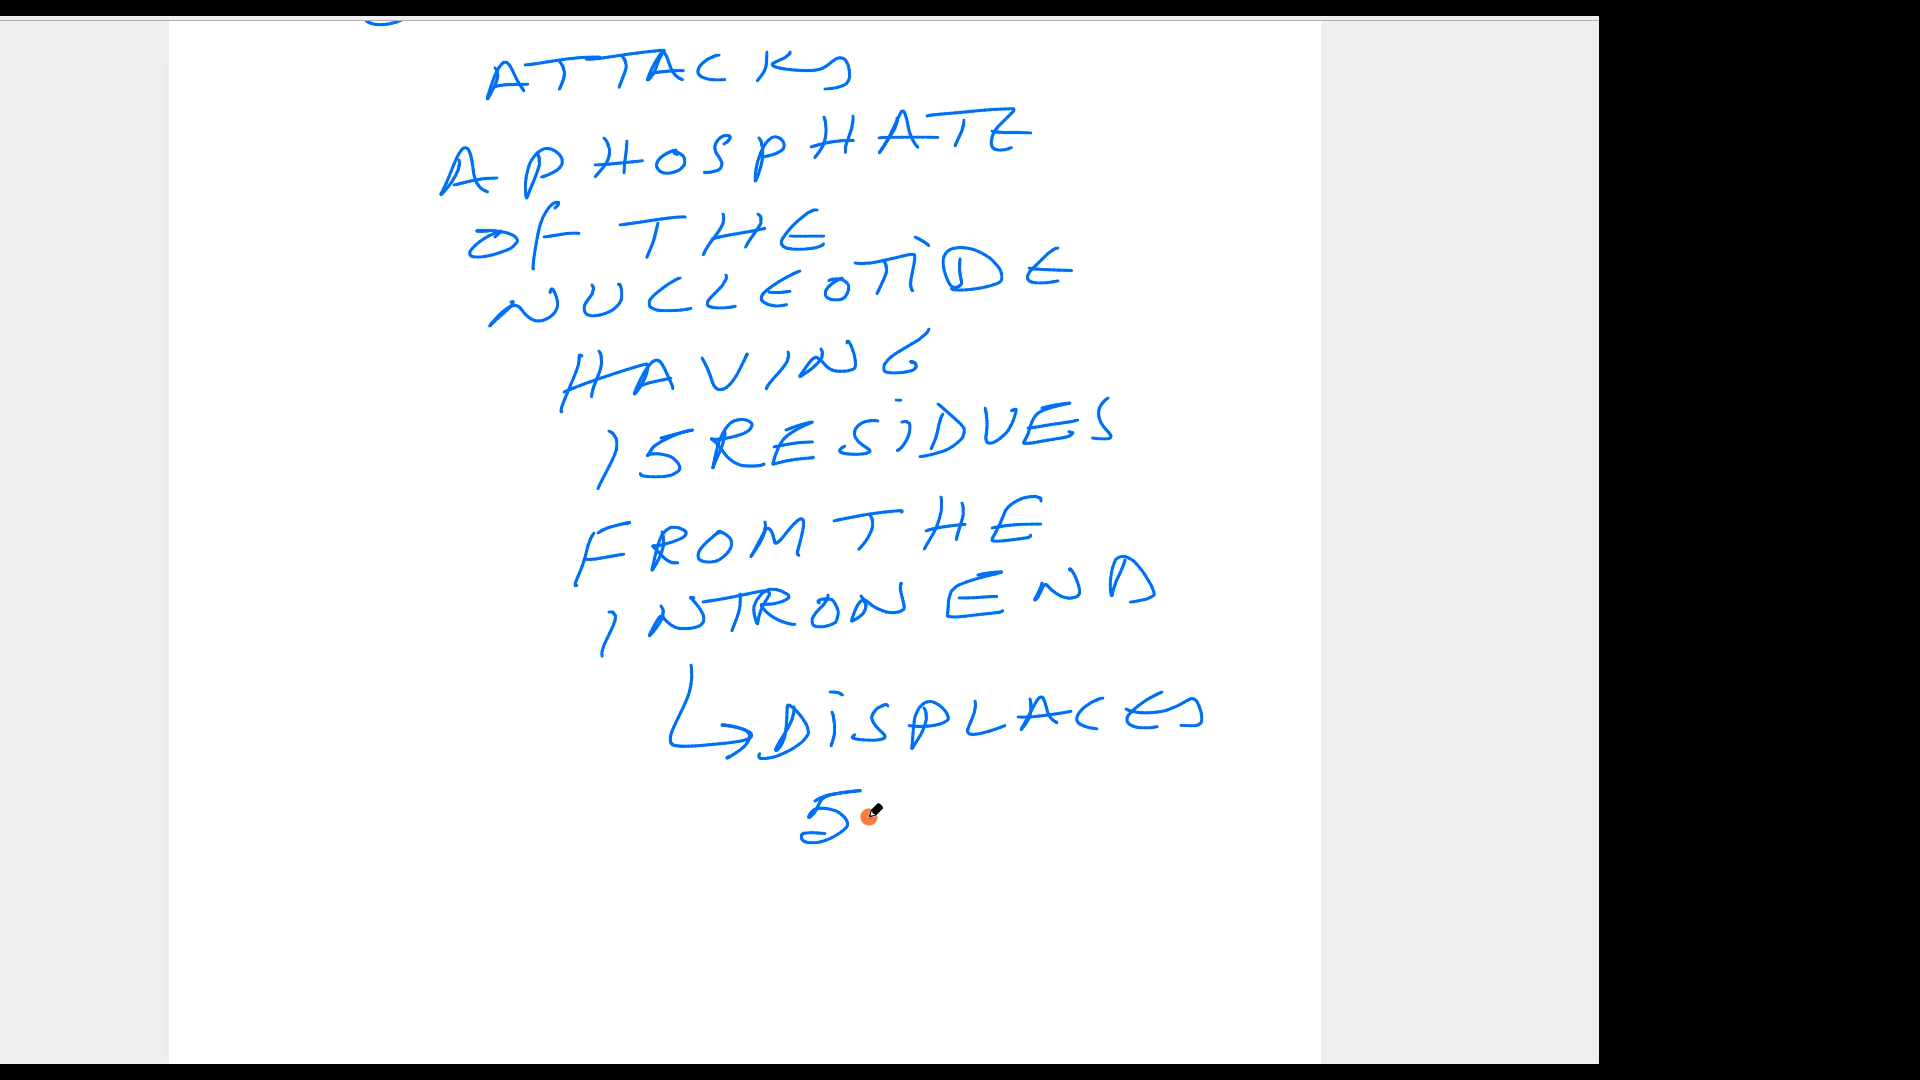 ATTACKS
A PHOSPHATE
OF THE
NUCLEOTIDE
HAVING
15 RESIDUES
FROM THE
INTRON END
↳ DISPLACES
5